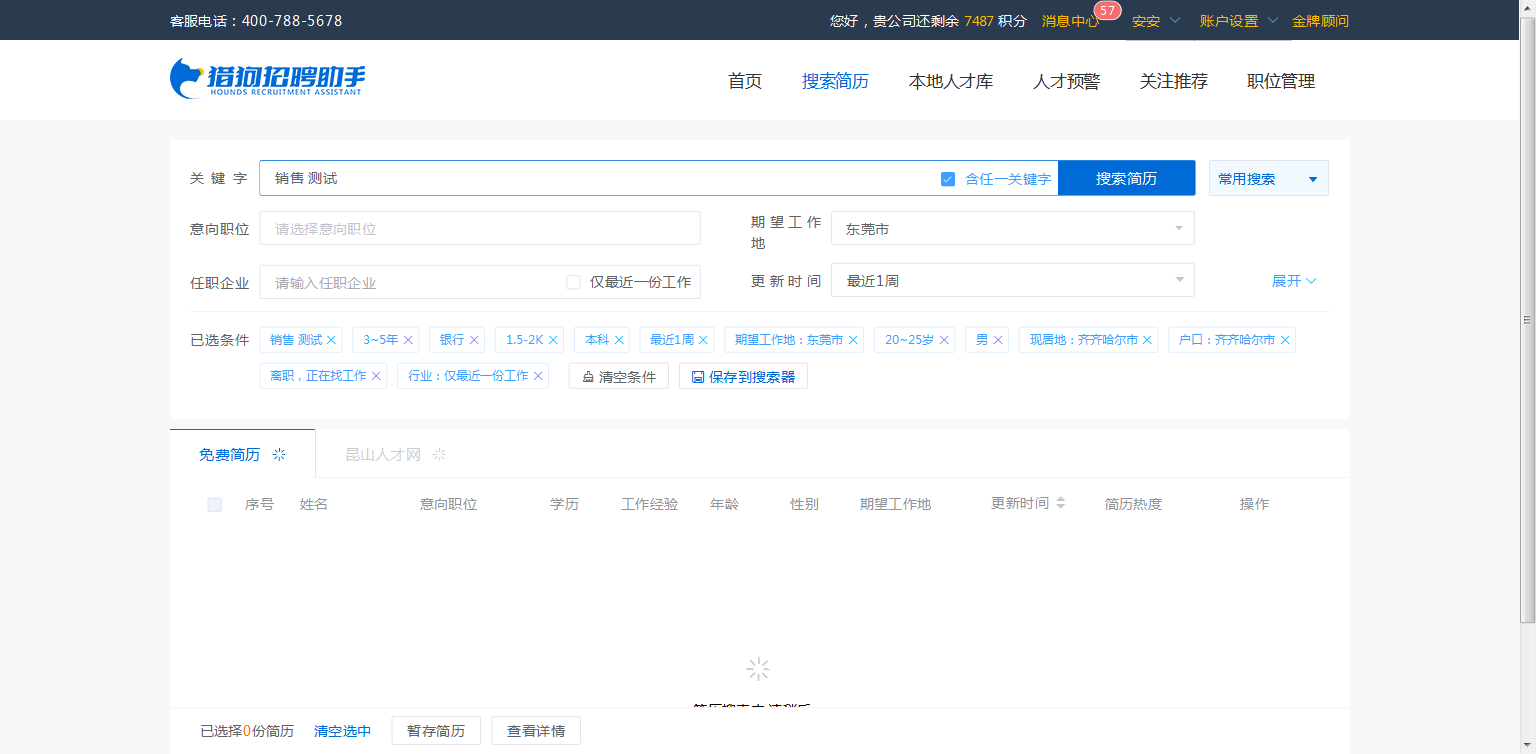 客服电话：400-788-5678
您好，贵公司还剩余 7487 积分 消息中心 57 安安 账户设置 金牌顾问
猎狗招聘助手
HOUNDS RECRUITMENT ASSISTANT
首页 搜索简历 本地人才库 人才预警 关注推荐 职位管理
关键字 销售 测试 含任一关键字 搜索简历 常用搜索
意向职位 请选择意向职位 期望工作地 东莞市
任职企业 请输入任职企业 仅最近一份工作 更新时间 最近1周 展开
已选条件 销售 测试 3~5年 银行 1.5-2K 本科 最近1周 期望工作地：东莞市 20~25岁 男 现居地：齐齐哈尔市 户口：齐齐哈尔市
离职，正在找工作 行业：仅最近一份工作 清空条件 保存到搜索器
免费简历 昆山人才网
序号 姓名 意向职位 学历 工作经验 年龄 性别 期望工作地 更新时间 简历热度 操作
已选择0份简历 清空选中 暂存简历 查看详情